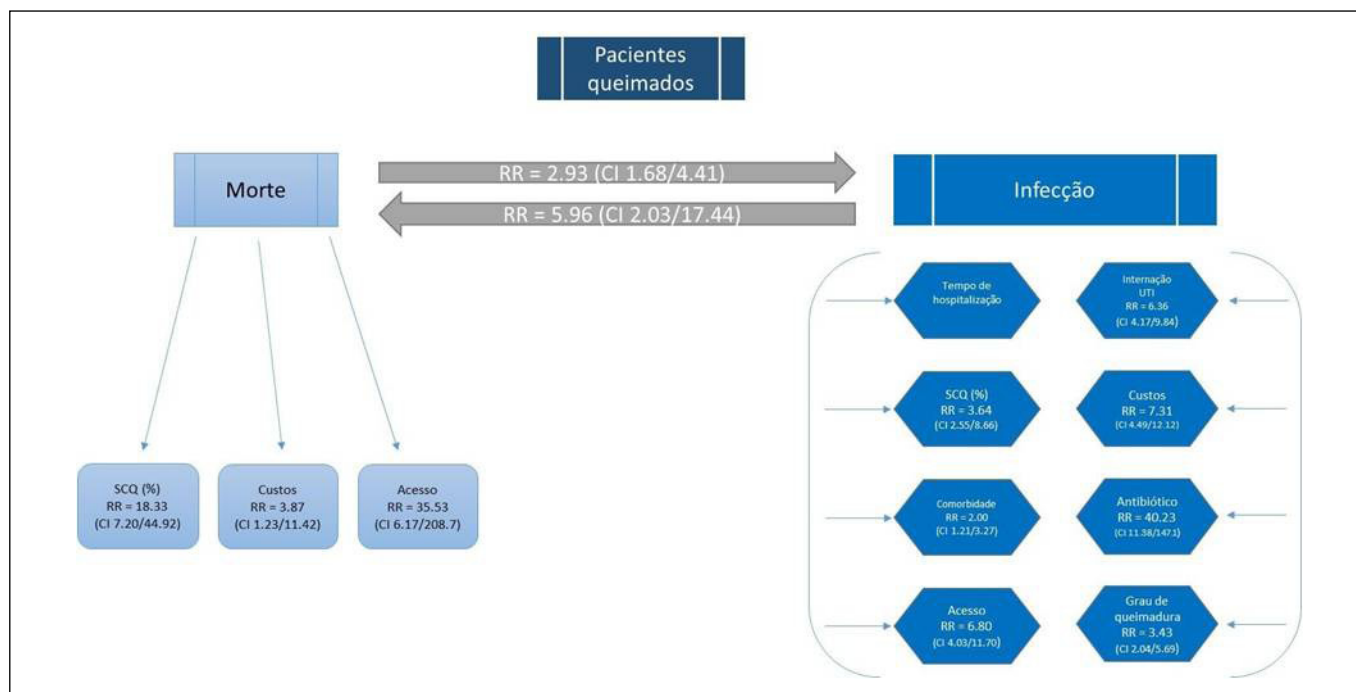 Pacientes
queimados
Morte
RR = 2.93 (CI 1.68/4.41)
RR = 5.96 (CI 2.03/17.44)
Infecção
Tempo de
hospitalização
Internação
UTI
RR = 6.36
(CI 4.17/9.84)
SCQ (%)
RR = 3.64
(CI 2.55/8.66)
Custos
RR = 7.31
(CI 4.49/12.12)
SCQ (%)
RR = 18.33
(CI 7.20/44.92)
Custos
RR = 3.87
(CI 1.23/11.42)
Acesso
RR = 35.53
(CI 6.17/208.7)
Comorbidade
RR = 2.00
(CI 1.21/3.27)
Antibiótico
RR = 40.23
(CI 11.38/147.1)
Acesso
RR = 6.80
(CI 4.03/11.70)
Grau de
queimadura
RR = 3.43
(CI 2.04/5.69)